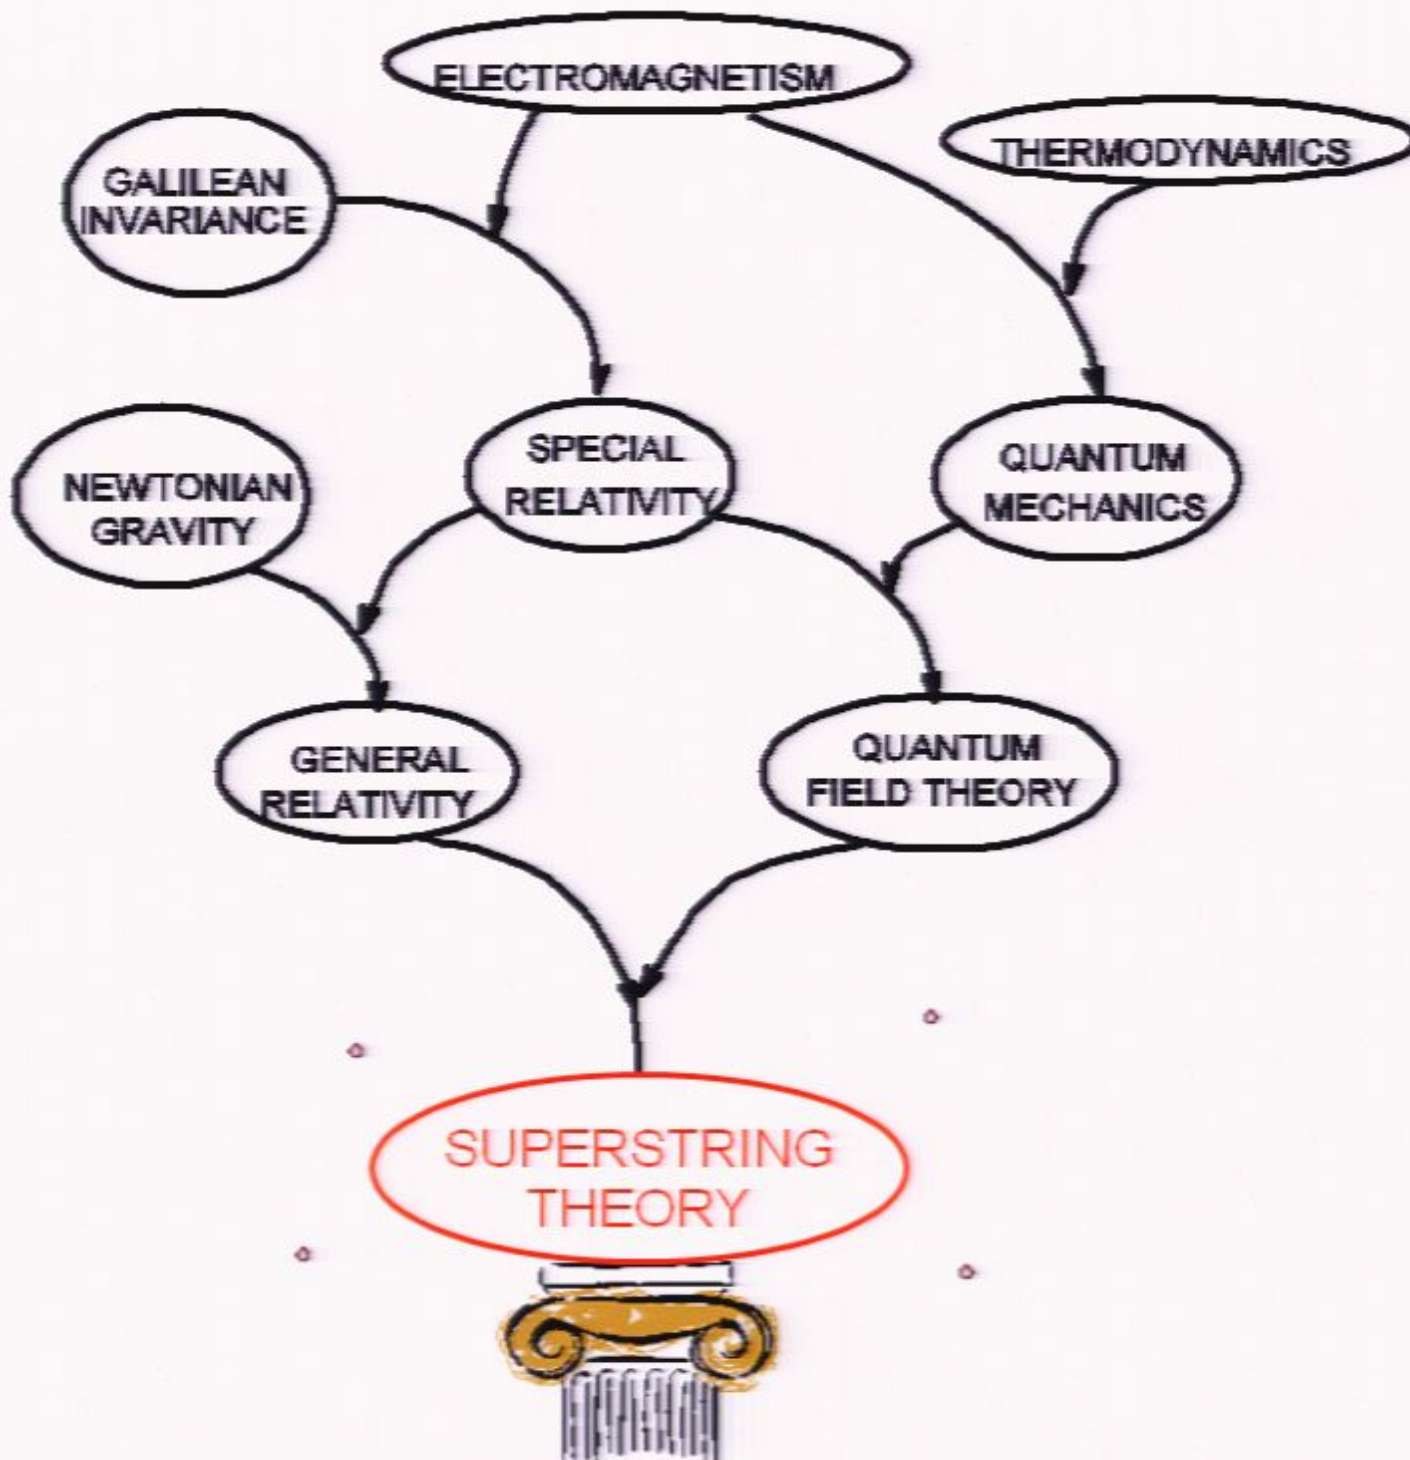 ELECTROMAGNETISM
THERMODYNAMICS
GALILEAN
INVARIANCE
NEWTONIAN
GRAVITY
SPECIAL
RELATIVITY
QUANTUM
MECHANICS
GENERAL
RELATIVITY
QUANTUM
FIELD THEORY
SUPERSTRING
THEORY